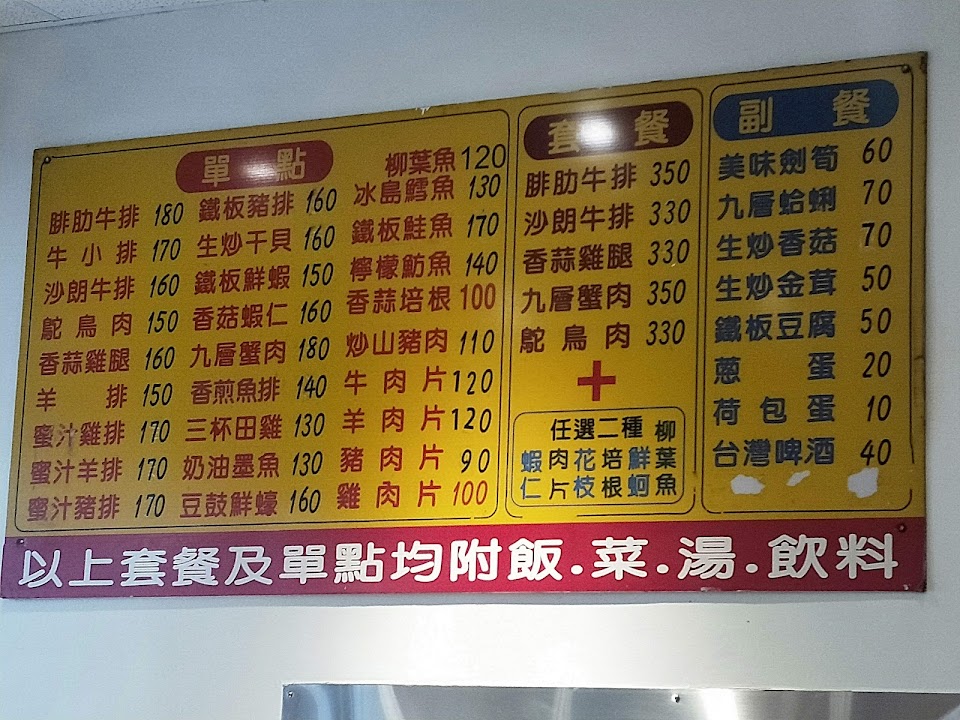 單點
腓肋牛排 180
牛小排 170
沙朗牛排 160
鴕鳥肉 150
香蒜雞腿 160
羊排 150
蜜汁雞排 170
蜜汁羊排 170
蜜汁豬排 170
鐵板豬排 160
生炒干貝 160
鐵板鮮蝦 150
香菇蝦仁 160
九層蟹肉 180
香煎魚排 140
三杯田雞 130
奶油墨魚 130
豆鼓鮮蠔 160
柳葉魚 120
冰島鱈魚 130
鐵板鮭魚 170
檸檬魴魚 140
香蒜培根 100
炒山豬肉 110
牛肉片 120
羊肉片 120
豬肉片 90
雞肉片 100
套餐
腓肋牛排 350
沙朗牛排 330
香蒜雞腿 330
九層蟹肉 350
鴕鳥肉 330
+
任選二種
蝦仁
肉片
花枝
培根
鮮蚵
柳葉魚
副餐
美味劍筍 60
九層蛤蜊 70
生炒香菇 70
生炒金茸 50
鐵板豆腐 50
蔥蛋 20
荷包蛋 10
台灣啤酒 40
以上套餐及單點均附飯.菜.湯.飲料